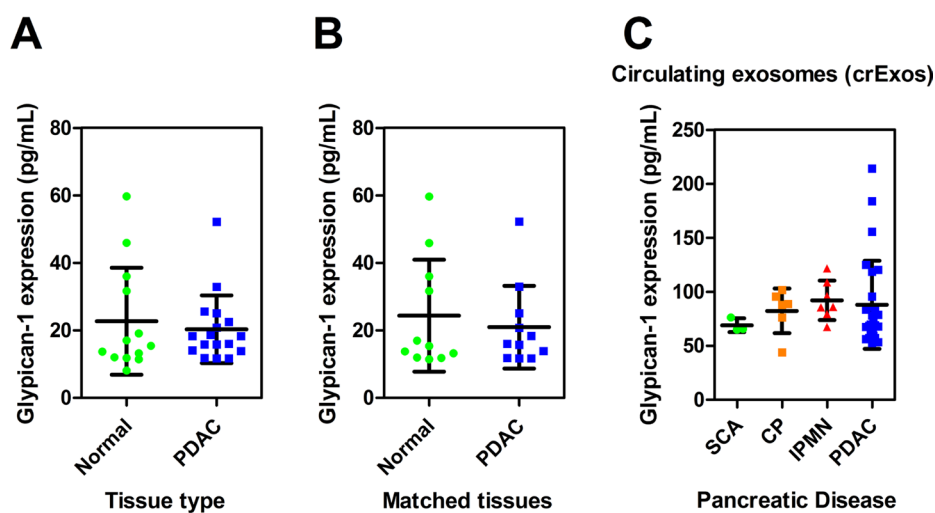 A
Glypican-1 expression (pg/mL)
80
60
40
20
0
Normal
PDAC
Tissue type
B
Glypican-1 expression (pg/mL)
80
60
40
20
0
Normal
PDAC
Matched tissues
C
Circulating exosomes (crExos)
Glypican-1 expression (pg/mL)
250
200
150
100
50
0
SCA
CP
IPMN
PDAC
Pancreatic Disease